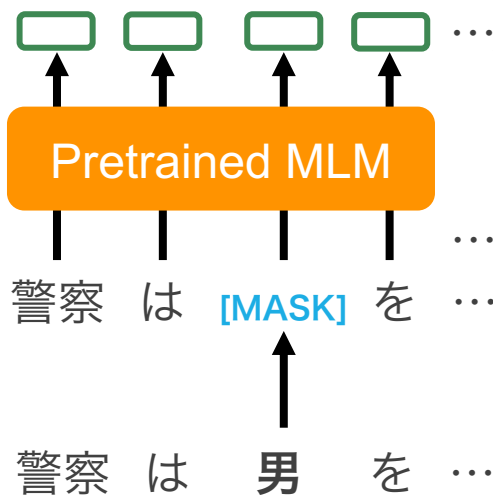 …
Pretrained MLM
…
警察 は [MASK] を …
警察 は 男 を …